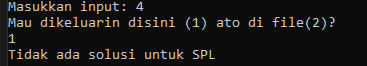 Masukkan input: 4
Mau dikeluarin disini (1) ato di file(2)?
1
Tidak ada solusi untuk SPL